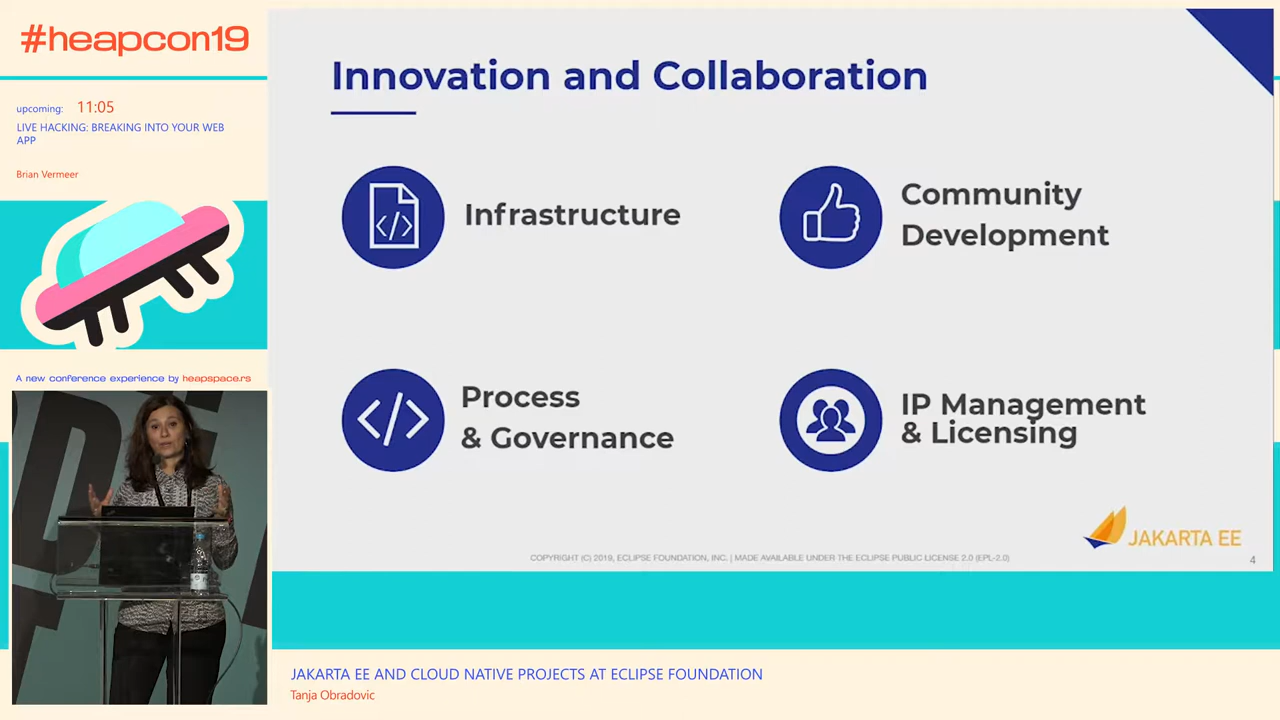 #heapcon19
upcoming: 11:05
LIVE HACKING: BREAKING INTO YOUR WEB
APP
Brian Vermeer
A new conference experience by heapspace.rs
Innovation and Collaboration
Infrastructure
Community
Development
Process
& Governance
IP Management
& Licensing
JAKARTA EE
COPYRIGHT (C) 2019, ECLIPSE FOUNDATION, INC. | MADE AVAILABLE UNDER THE ECLIPSE PUBLIC LICENSE 2.0 (EPL-2.0)
4
JAKARTA EE AND CLOUD NATIVE PROJECTS AT ECLIPSE FOUNDATION
Tanja Obradovic